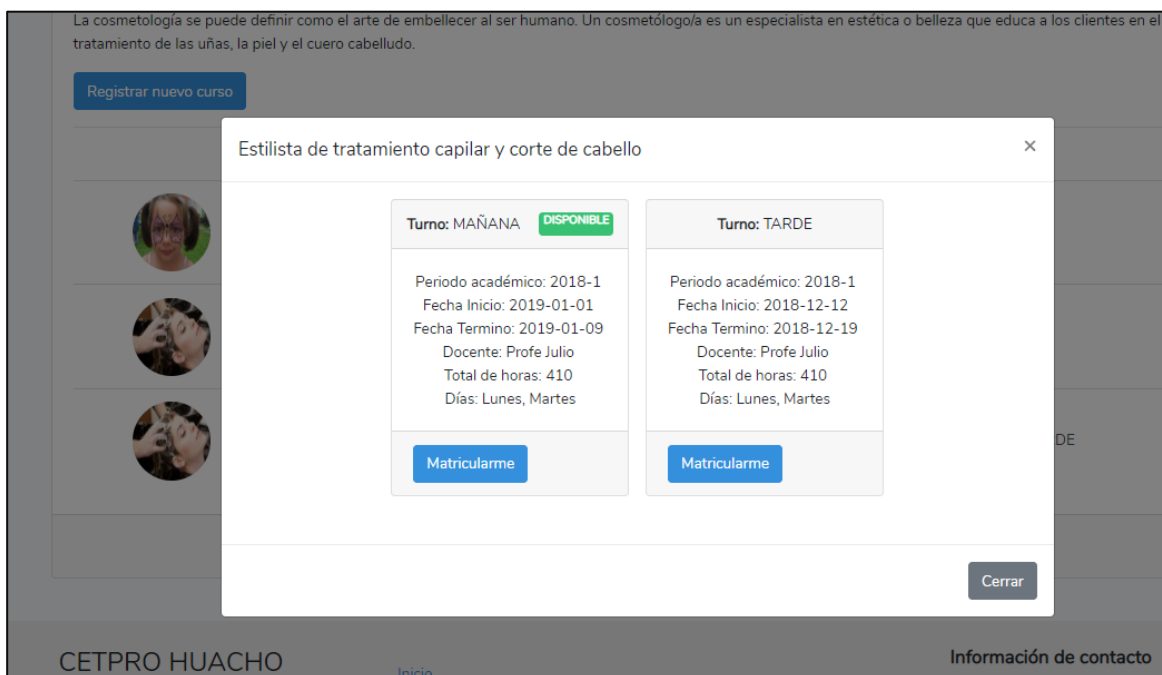 La cosmetología se puede definir como el arte de embellecer al ser humano. Un cosmetólogo/a es un especialista en estética o belleza que educa a los clientes en el
tratamiento de las uñas, la piel y el cuero cabelludo.
Registrar nuevo curso
Estilista de tratamiento capilar y corte de cabello
×
Turno: MAÑANA DISPONIBLE
Periodo académico: 2018-1
Fecha Inicio: 2019-01-01
Fecha Termino: 2019-01-09
Docente: Profe Julio
Total de horas: 410
Días: Lunes, Martes
Matricularme
Turno: TARDE
Periodo académico: 2018-1
Fecha Inicio: 2018-12-12
Fecha Termino: 2018-12-19
Docente: Profe Julio
Total de horas: 410
Días: Lunes, Martes
Matricularme
DE
Cerrar
CETPRO HUACHO
Inicio
Información de contacto